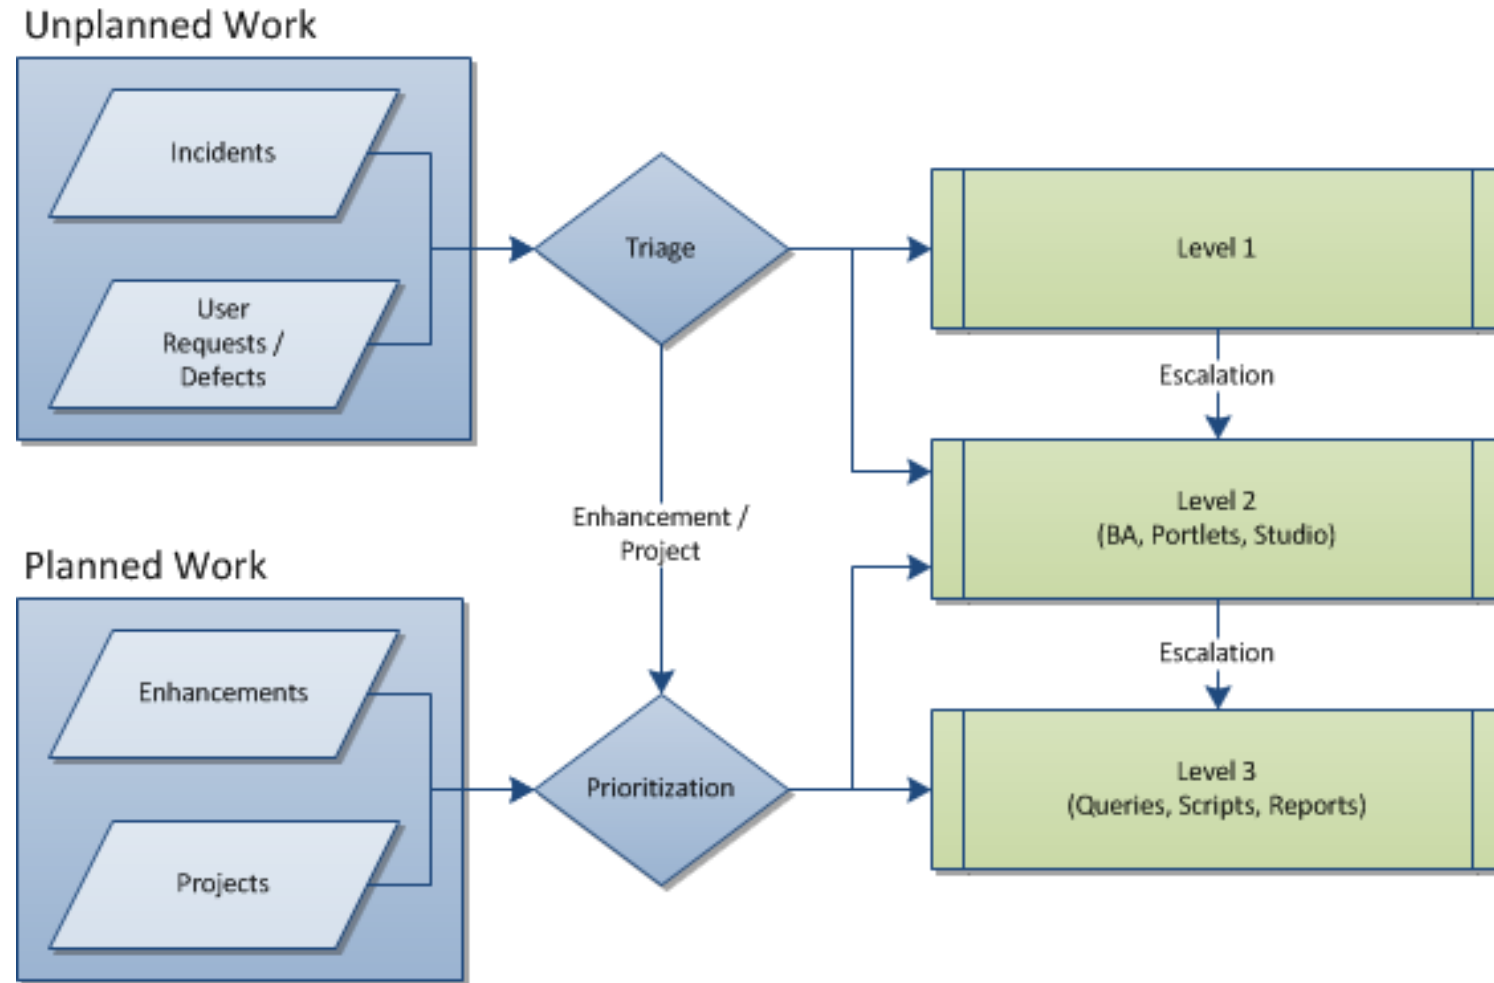 Unplanned Work
Incidents
User
Requests /
Defects
Triage
Level 1
Escalation
Level 2
(BA, Portlets, Studio)
Enhancement /
Project
Planned Work
Enhancements
Projects
Prioritization
Escalation
Level 3
(Queries, Scripts, Reports)